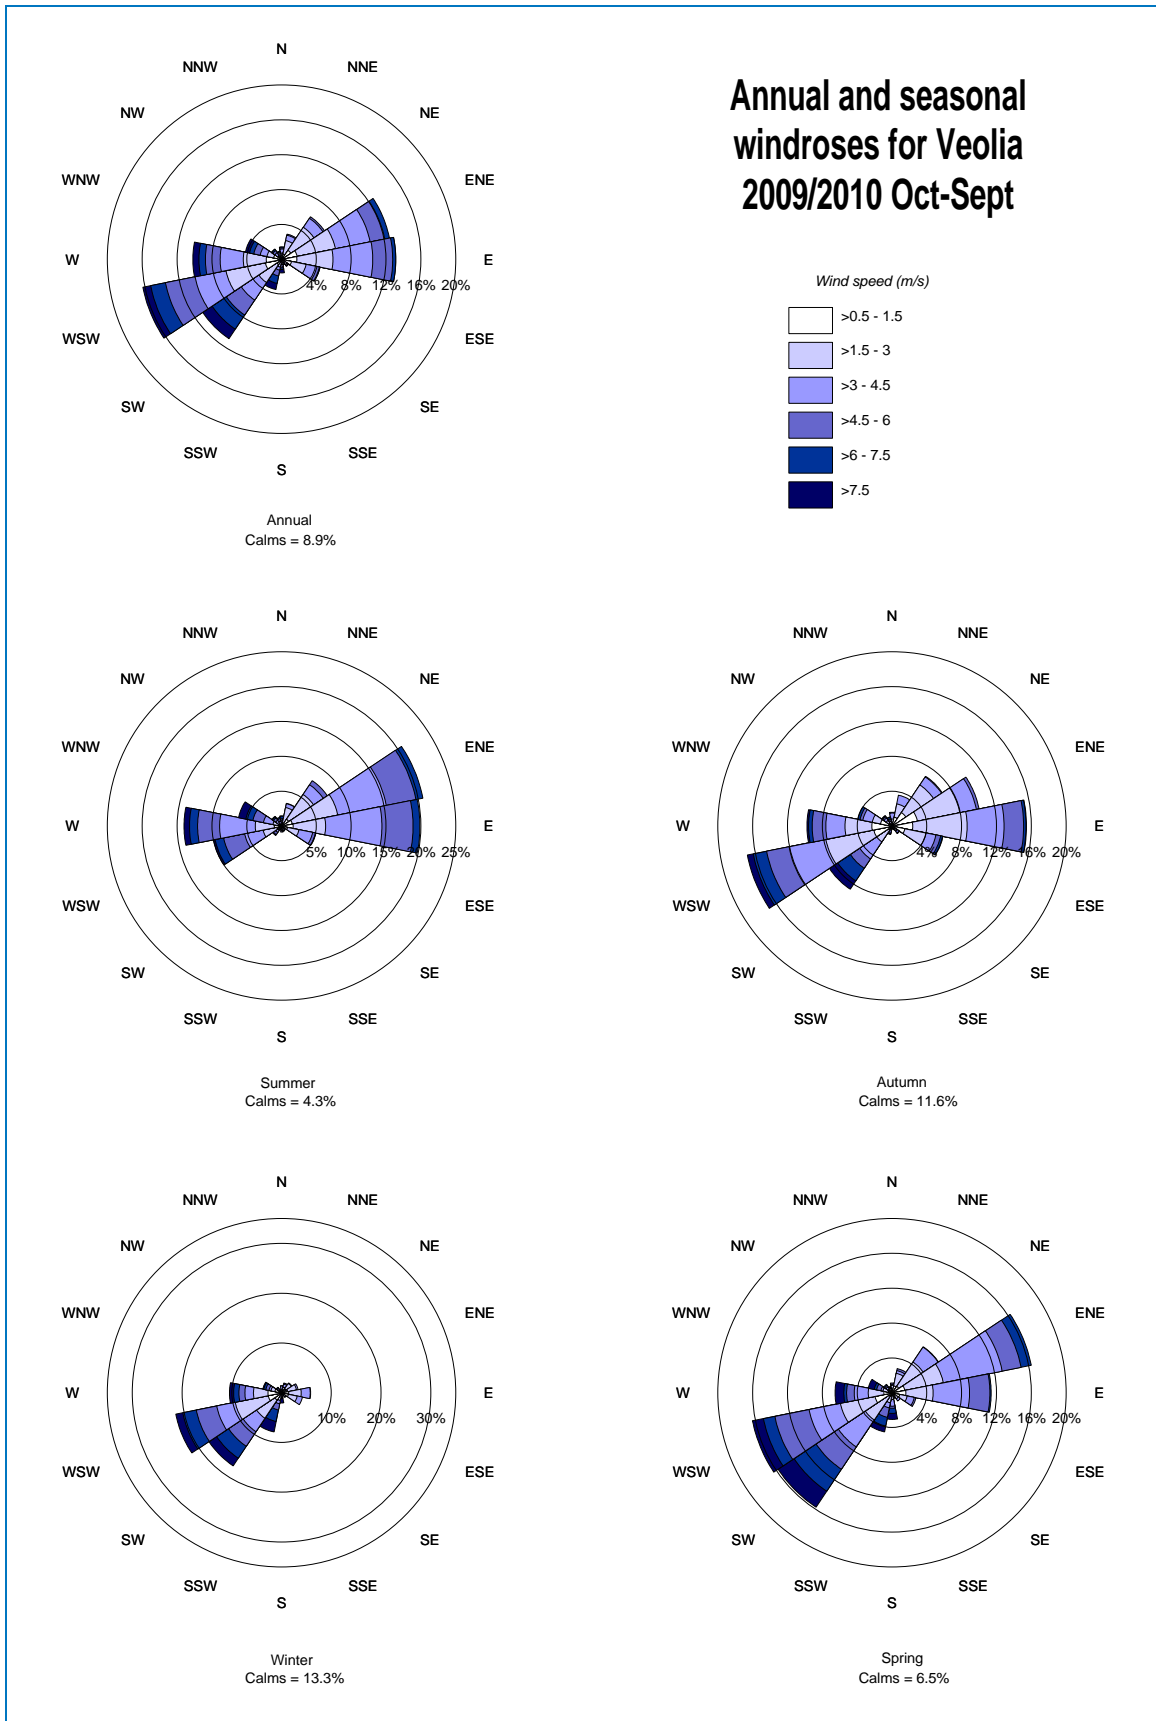 Annual and seasonal
windroses for Veolia
2009/2010 Oct-Sept
Wind speed (m/s)
>0.5 - 1.5
>1.5 - 3
>3 - 4.5
>4.5 - 6
>6 - 7.5
>7.5
N
NNW NNE
NW NE
WNW ENE
W E
4% 8% 12% 16% 20%
WSW ESE
SW SE
SSW SSE
S
Annual
Calms = 8.9%
N
NNW NNE
NW NE
WNW ENE
W E
5% 10% 15% 20% 25%
WSW ESE
SW SE
SSW SSE
S
Summer
Calms = 4.3%
N
NNW NNE
NW NE
WNW ENE
W E
4% 8% 12% 16% 20%
WSW ESE
SW SE
SSW SSE
S
Autumn
Calms = 11.6%
N
NNW NNE
NW NE
WNW ENE
W E
10% 20% 30%
WSW ESE
SW SE
SSW SSE
S
Winter
Calms = 13.3%
N
NNW NNE
NW NE
WNW ENE
W E
4% 8% 12% 16% 20%
WSW ESE
SW SE
SSW SSE
S
Spring
Calms = 6.5%